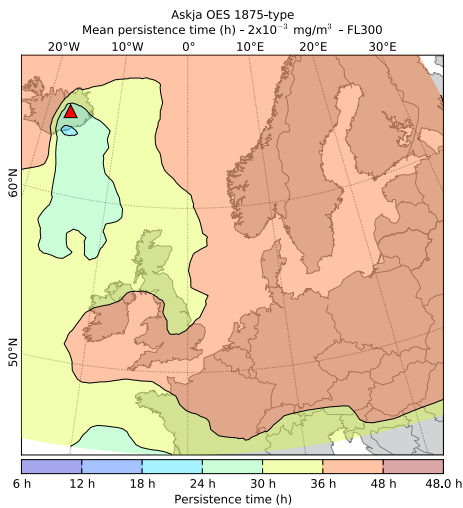 Askja OES 1875-type
Mean persistence time (h) - 2x10⁻³ mg/m³ - FL300
20°W 10°W 0° 10°E 20°E 30°E
60°N
50°N
6 h 12 h 18 h 24 h 30 h 36 h 48 h 48.0 h
Persistence time (h)